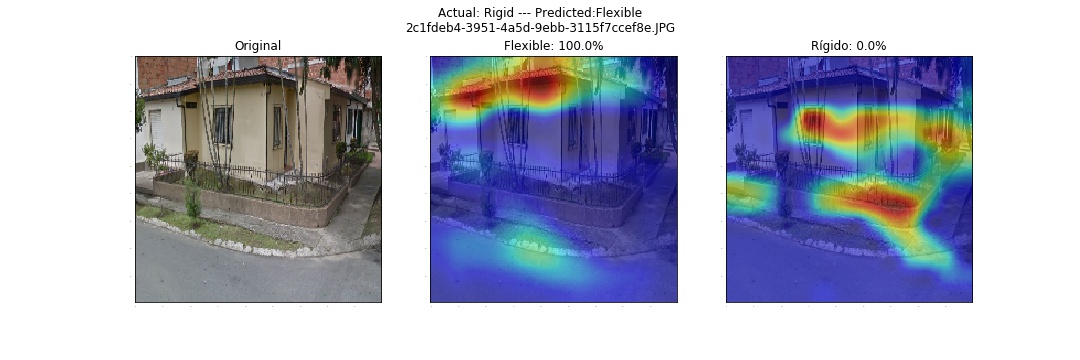 Actual: Rigid --- Predicted:Flexible
2c1fdeb4-3951-4a5d-9ebb-3115f7ccef8e.JPG
Original
Flexible: 100.0%
Rígido: 0.0%